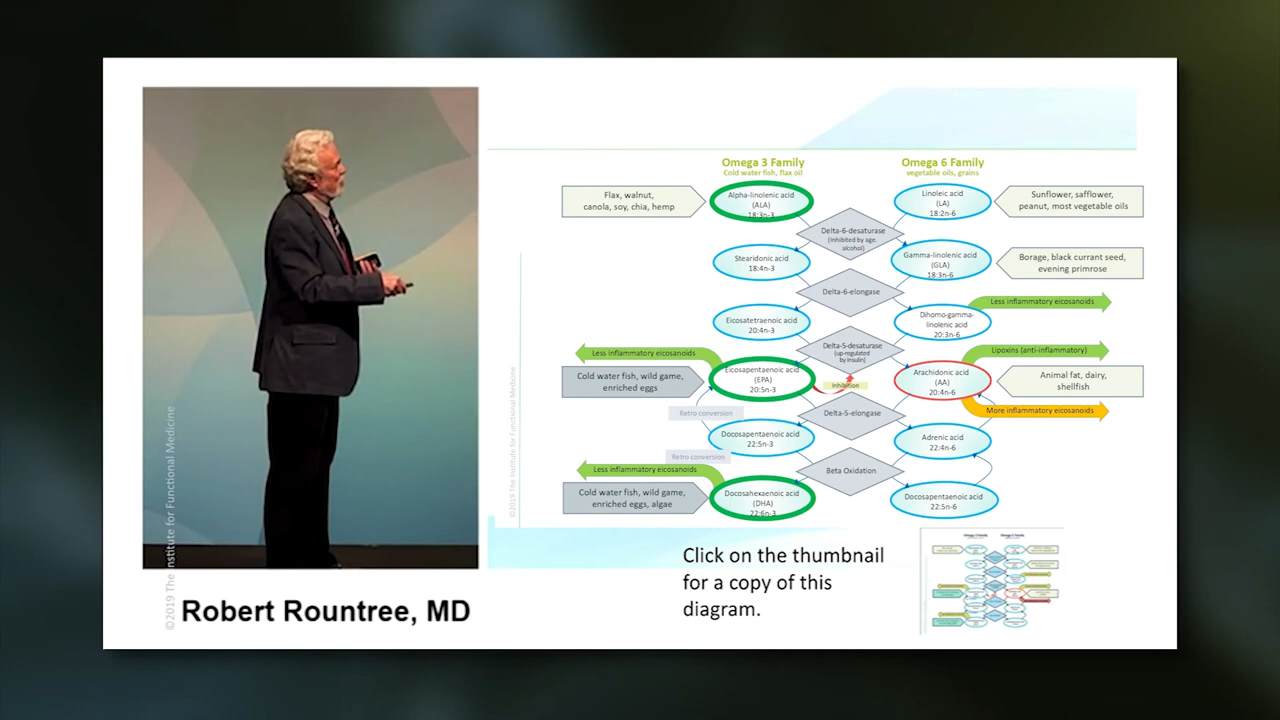 Omega 3 Family
Cold water fish, flax oil
Omega 6 Family
vegetable oils, grains
Flax, walnut,
canola, soy, chia, hemp
Alpha-linolenic acid
(ALA)
18:3n-3
Linoleic acid
(LA)
18:2n-6
Sunflower, safflower,
peanut, most vegetable oils
Delta-6-desaturase
(Inhibited by age,
alcohol)
Stearidonic acid
18:4n-3
Gamma-linolenic acid
(GLA)
18:3n-6
Borage, black currant seed,
evening primrose
Delta-6-elongase
Less inflammatory eicosanoids
Eicosatetraenoic acid
20:4n-3
Dihomo-gamma-
linolenic acid
20:3n-6
Delta-5-desaturase
(up-regulated
by insulin)
Lipoxins (anti-inflammatory)
Less inflammatory eicosanoids
Cold water fish, wild game,
enriched eggs
Eicosapentaenoic acid
(EPA)
20:5n-3
Inhibition
Arachidonic acid
(AA)
20:4n-6
Animal fat, dairy,
shellfish
Retro conversion
Delta-5-elongase
More inflammatory eicosanoids
Docosapentaenoic acid
22:5n-3
Adrenic acid
22:4n-6
Retro conversion
Less inflammatory eicosanoids
Beta Oxidation
Cold water fish, wild game,
enriched eggs, algae
Docosahexaenoic acid
(DHA)
22:6n-3
Docosapentaenoic acid
22:5n-6
©2019 The Institute for Functional Medicine
©2019 The Institute for Functional Medicine
Click on the thumbnail
for a copy of this
diagram.
Robert Rountree, MD